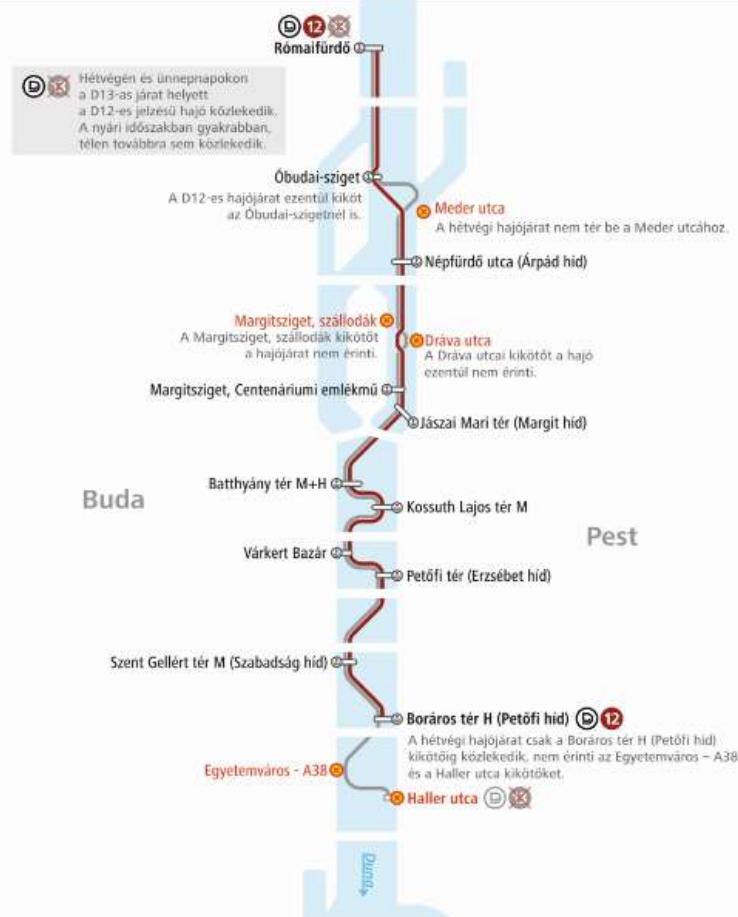 D 12 13
Rómaifürdő
Hétvégén és ünnepnapokon
a D13-as járat helyett
a D12-es jelzésű hajó közlekedik.
A nyári időszakban gyakrabban,
télen továbbra sem közlekedik.
D 13
Óbudai-sziget
A D12-es hajójárat ezentúl kiköt
az Óbudai-szigetnél is.
Meder utca
A hétvégi hajójárat nem tér be a Meder utcához.
Népfürdő utca (Árpád híd)
Margitsziget, szállodák
A Margitsziget, szállodák kikötőt
a hajójárat nem érinti.
Dráva utca
A Dráva utcai kikötőt a hajó
ezentúl nem érinti.
Margitsziget, Centenáriumi emlékmű
Jászai Mari tér (Margit híd)
Batthyány tér M+H
Kossuth Lajos tér M
Buda
Pest
Várkert Bazár
Petőfi tér (Erzsébet híd)
Szent Gellért tér M (Szabadság híd)
Boráros tér H (Petőfi híd) D 12
A hétvégi hajójárat csak a Boráros tér H (Petőfi híd)
kikötőig közlekedik, nem érinti az Egyetemváros – A38
és a Haller utca kikötőket.
Egyetemváros – A38
Haller utca D 13
Duna